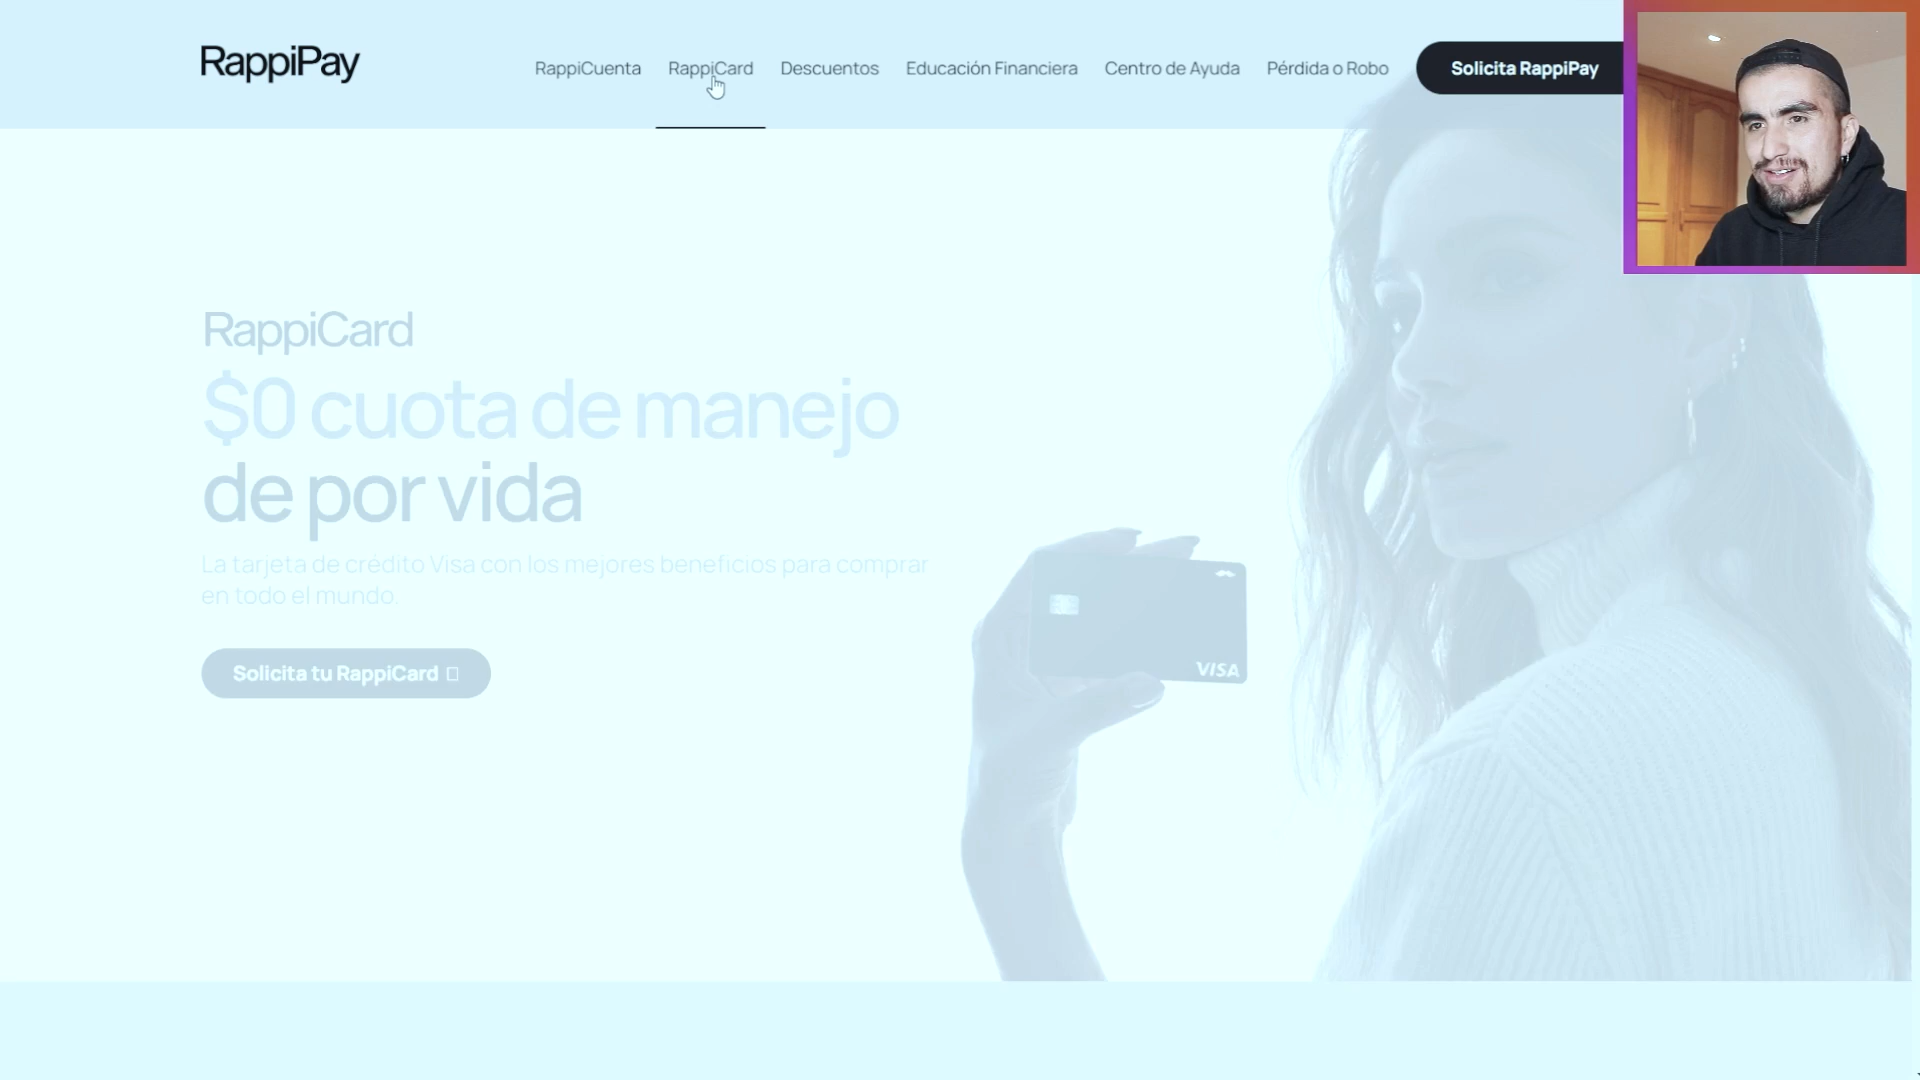 RappiPay
RappiCuenta RappiCard Descuentos Educación Financiera Centro de Ayuda Pérdida o Robo Solicita RappiPay
RappiCard
$0 cuota de manejo
de por vida
La tarjeta de crédito Visa con los mejores beneficios para comprar
en todo el mundo.
Solicita tu RappiCard
VISA